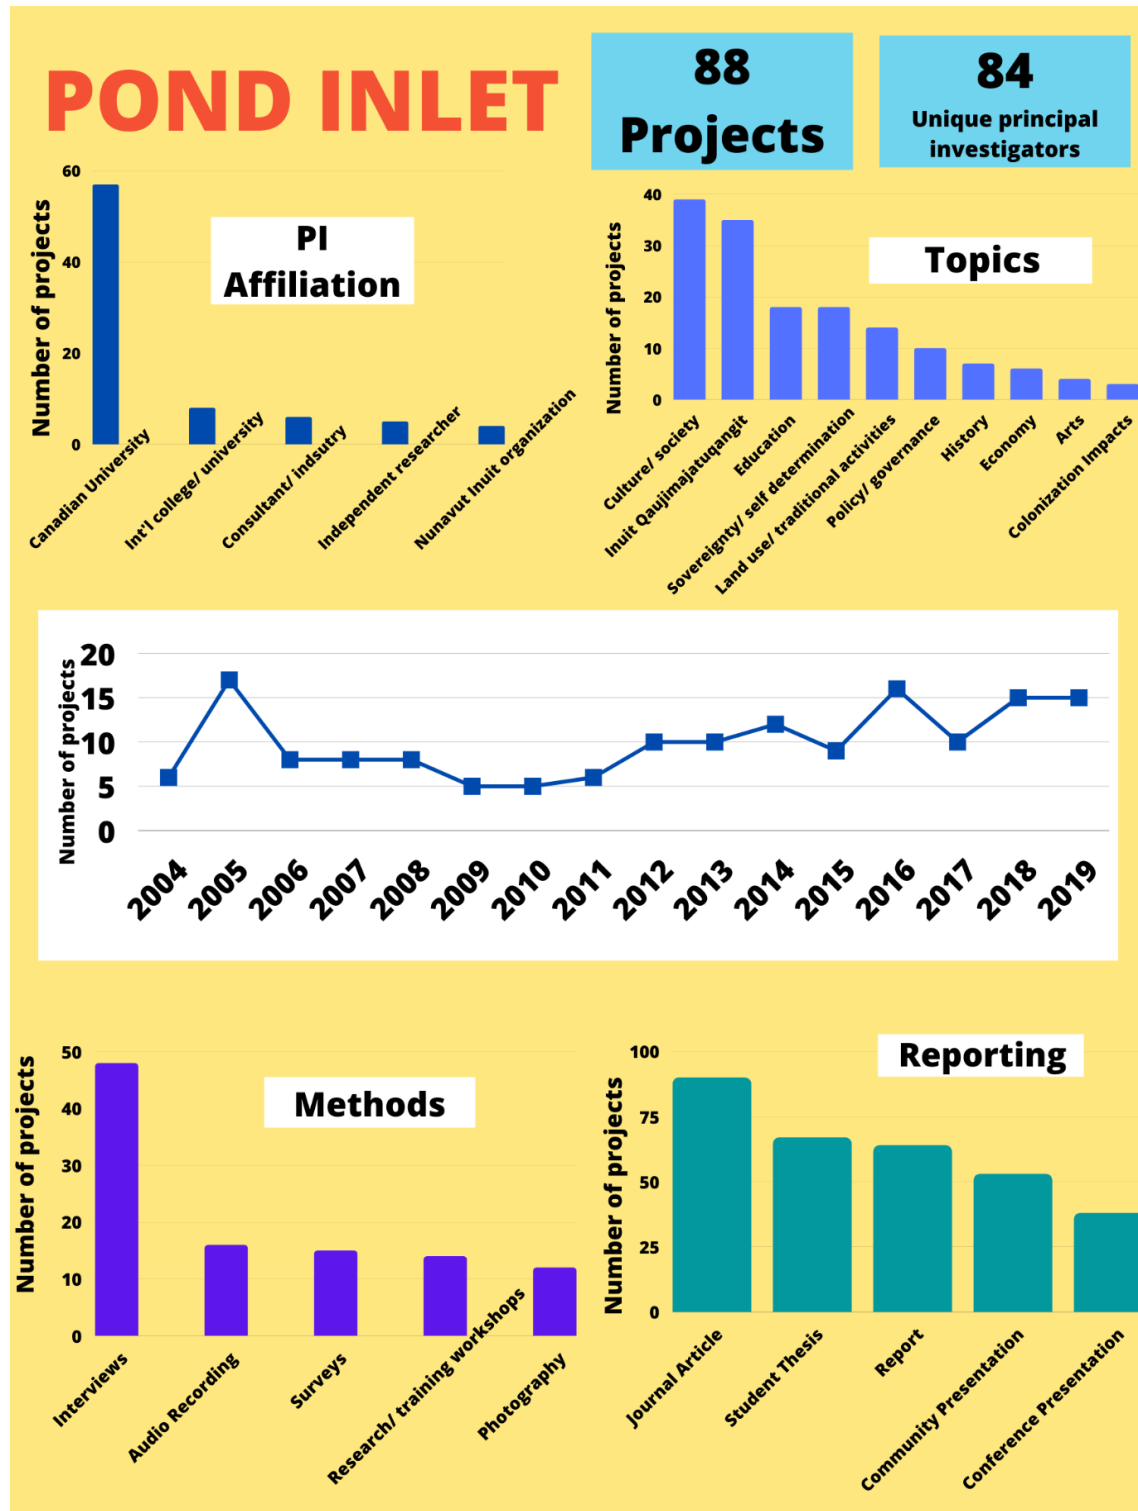 POND INLET
88
Projects
84
Unique principal
investigators
PI
Affiliation
Number of projects
60
40
20
0
Canadian University
Int'l college/ university
Consultant/ indsutry
Independent researcher
Nunavut Inuit organization
Topics
Number of projects
40
30
20
10
0
Culture/ society
Inuit Qaujimajatuqangit
Education
Sovereignty/ self determination
Land use/ traditional activities
Policy/ governance
History
Economy
Arts
Colonization Impacts
Number of projects
20
15
10
5
0
2004
2005
2006
2007
2008
2009
2010
2011
2012
2013
2014
2015
2016
2017
2018
2019
Methods
Number of projects
50
40
30
20
10
0
Interviews
Audio Recording
Surveys
Research/ training workshops
Photography
Reporting
Number of projects
100
75
50
25
0
Journal Article
Student Thesis
Report
Community Presentation
Conference Presentation